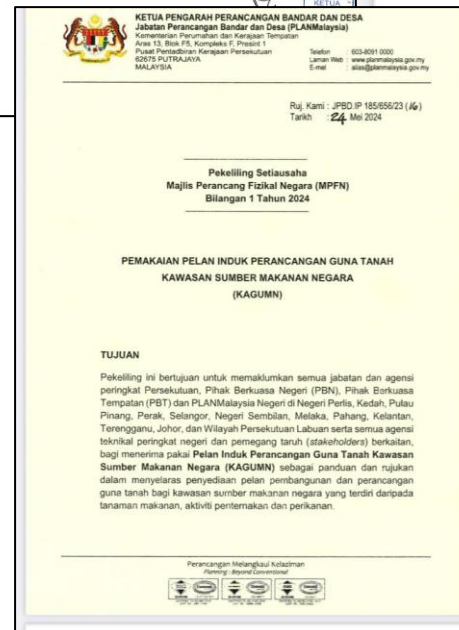 KETUA
KETUA PENGARAH PERANCANGAN BANDAR DAN DESA
Jabatan Perancangan Bandar dan Desa (PLANMalaysia)
Kementerian Perumahan dan Kerajaan Tempatan
Aras 13, Blok F5, Kompleks F, Presint 1
Pusat Pentadbiran Kerajaan Persekutuan
62675 PUTRAJAYA
MALAYSIA
Telefon : 603-8091 0000
Laman Web : www.planmalaysia.gov.my
E-mel : alias@planmalaysia.gov.my
Ruj. Kami : JPBD.IP 185/656/23 (16)
Tarikh : 24 Mei 2024
Pekeliling Setiausaha
Majlis Perancang Fizikal Negara (MPFN)
Bilangan 1 Tahun 2024
PEMAKAIAN PELAN INDUK PERANCANGAN GUNA TANAH
KAWASAN SUMBER MAKANAN NEGARA
(KAGUMN)
TUJUAN
Pekeliling ini bertujuan untuk memaklumkan semua jabatan dan agensi
peringkat Persekutuan, Pihak Berkuasa Negeri (PBN), Pihak Berkuasa
Tempatan (PBT) dan PLANMalaysia Negeri di Negeri Perlis, Kedah, Pulau
Pinang, Perak, Selangor, Negeri Sembilan, Melaka, Pahang, Kelantan,
Terengganu, Johor, dan Wilayah Persekutuan Labuan serta semua agensi
teknikal peringkat negeri dan pemegang taruh (stakeholders) berkaitan,
bagi menerima pakai Pelan Induk Perancangan Guna Tanah Kawasan
Sumber Makanan Negara (KAGUMN) sebagai panduan dan rujukan
dalam menyelaras penyediaan pelan pembangunan dan perancangan
guna tanah bagi kawasan sumber makanan negara yang terdiri daripada
tanaman makanan, aktiviti penternakan dan perikanan.
Perancangan Melangkaui Kelaziman
Planning : Beyond Conventional